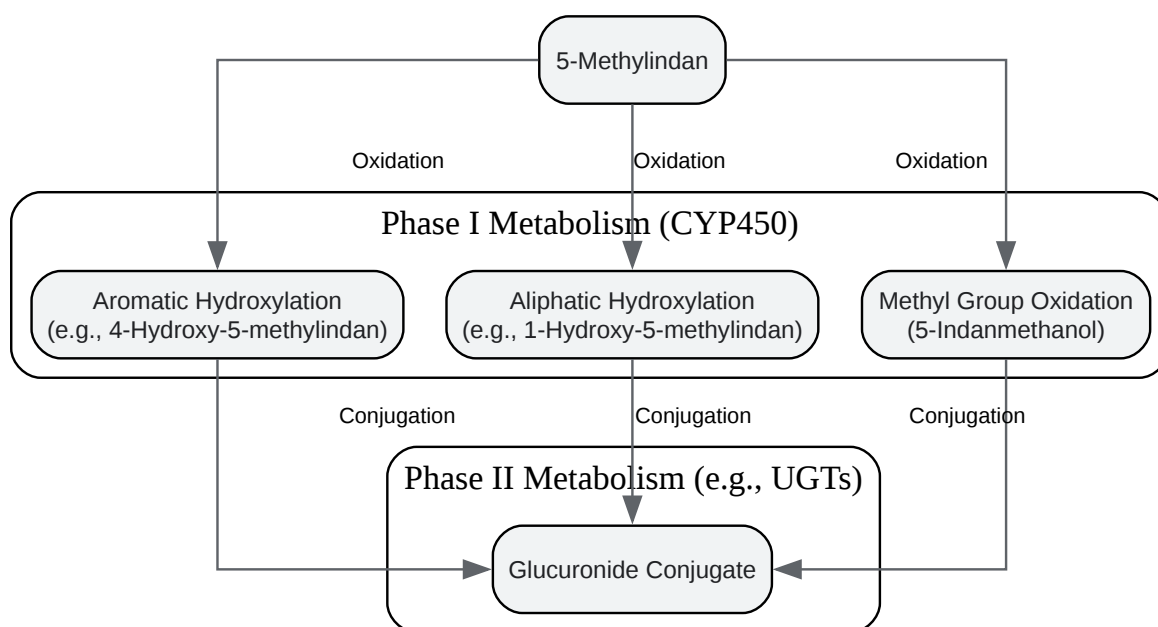 5-Methylindan
Oxidation
Oxidation
Oxidation
Phase I Metabolism (CYP450)
Aromatic Hydroxylation
(e.g., 4-Hydroxy-5-methylindan)
Aliphatic Hydroxylation
(e.g., 1-Hydroxy-5-methylindan)
Methyl Group Oxidation
(5-Indanmethanol)
Conjugation
Conjugation
Conjugation
Phase II Metabolism (e.g., UGTs)
Glucuronide Conjugate